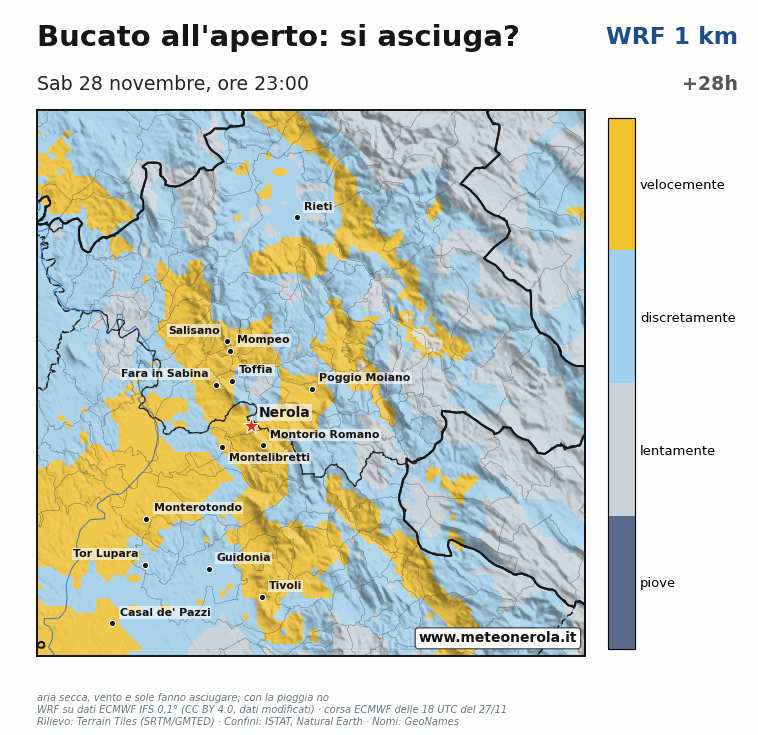 Bucato all'aperto: si asciuga?
WRF 1 km
Sab 28 novembre, ore 23:00
+28h
velocemente
Rieti
discretamente
Salisano
Mompeo
Fara in Sabina
Toffia
Poggio Moiano
Nerola
Montorio Romano
lentamente
Montelibretti
Monterotondo
Tor Lupara
Guidonia
piove
Tivoli
Casal de' Pazzi
www.meteonerola.it
aria secca, vento e sole fanno asciugare; con la pioggia no
WRF su dati ECMWF IFS 0,1° (CC BY 4.0, dati modificati) · corsa ECMWF delle 18 UTC del 27/11
Rilievo: Terrain Tiles (SRTM/GMTED) · Confini: ISTAT, Natural Earth · Nomi: GeoNames